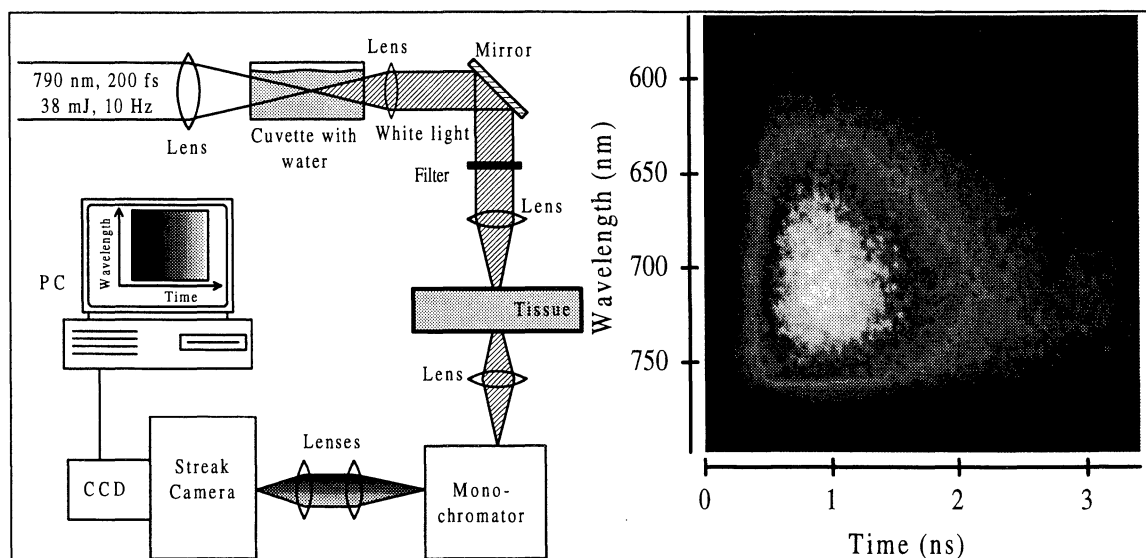 790 nm, 200 fs
38 mJ, 10 Hz
Lens
Cuvette with
water
Lens
White light
Mirror
Filter
Lens
Tissue
Lens
Mono-
chromator
Lenses
Streak
Camera
CCD
PC
Wavelength
Time
Wavelength (nm)
600
650
700
750
0
1
2
3
Time (ns)